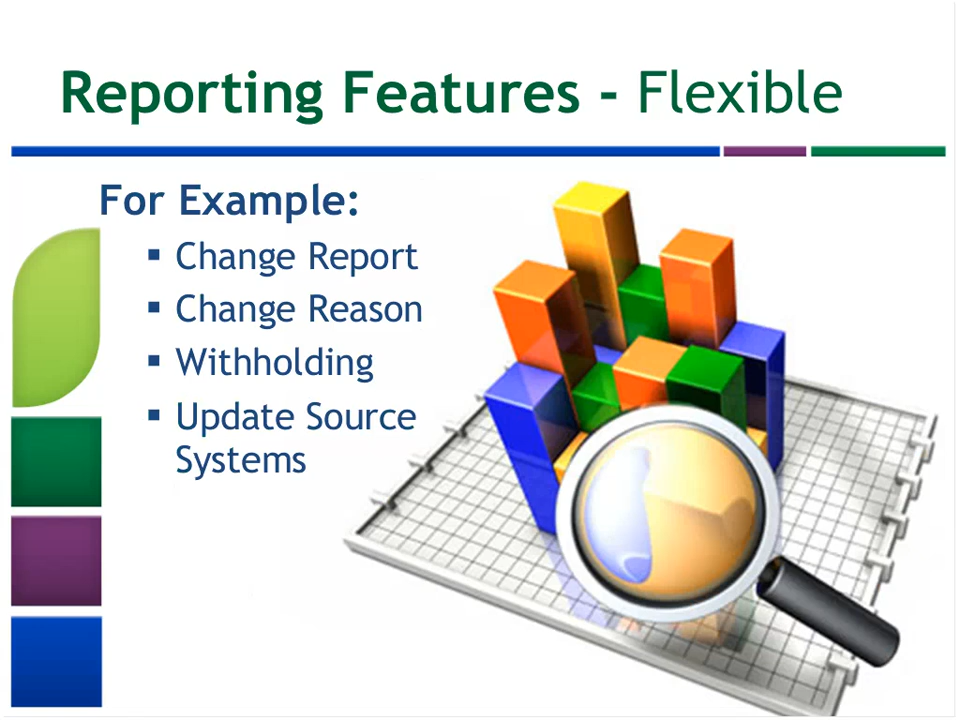 Reporting Features - Flexible
For Example:
▪ Change Report
▪ Change Reason
▪ Withholding
▪ Update Source
Systems